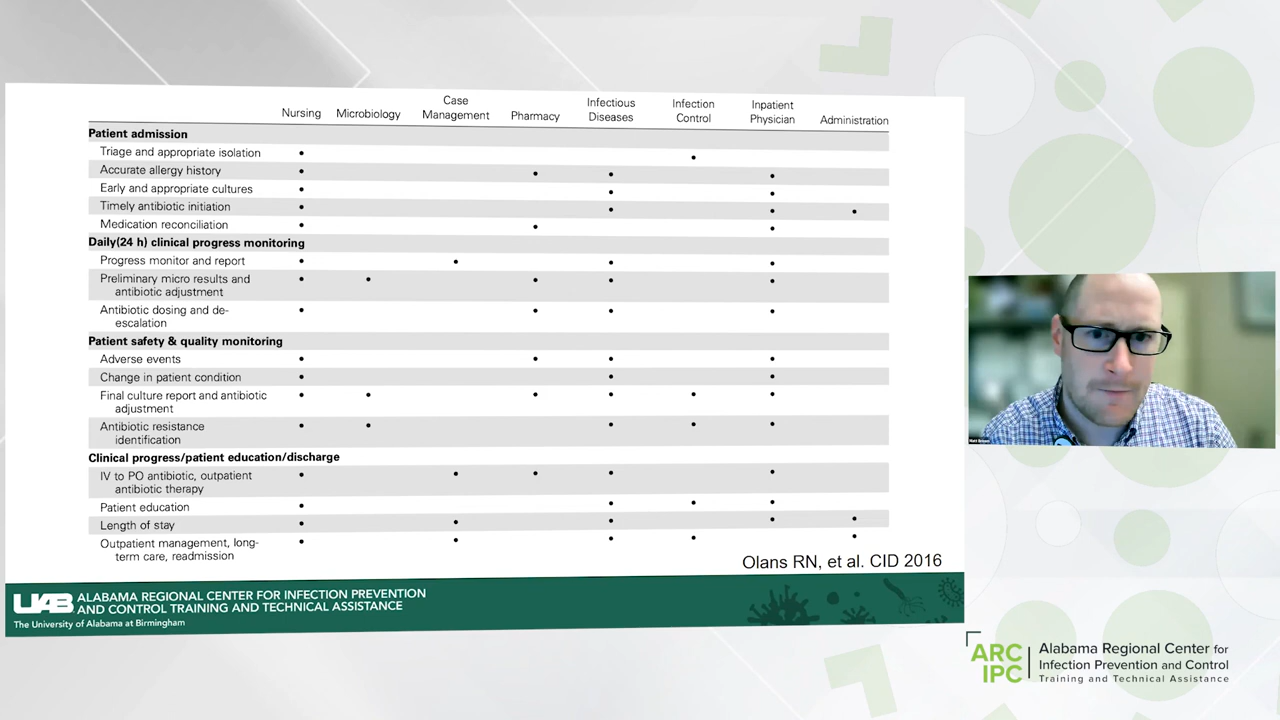 Nursing Microbiology Case Management Pharmacy Infectious Diseases Infection Control Inpatient Physician Administration
Patient admission
Triage and appropriate isolation • •
Accurate allergy history • • • •
Early and appropriate cultures • • •
Timely antibiotic initiation • • • •
Medication reconciliation • • •
Daily(24 h) clinical progress monitoring
Progress monitor and report • • • •
Preliminary micro results and • • • • •
antibiotic adjustment
Antibiotic dosing and de- • • • •
escalation
Patient safety & quality monitoring
Adverse events • • • •
Change in patient condition • • •
Final culture report and antibiotic • • • • • •
adjustment
Antibiotic resistance • • • • •
identification
Clinical progress/patient education/discharge
IV to PO antibiotic, outpatient • • • • •
antibiotic therapy
Patient education • • • •
Length of stay • • • • •
Outpatient management, long- • • • • •
term care, readmission
Olans RN, et al. CID 2016
UAB ALABAMA REGIONAL CENTER FOR INFECTION PREVENTION
AND CONTROL TRAINING AND TECHNICAL ASSISTANCE
The University of Alabama at Birmingham
ARC IPC
Alabama Regional Center for
Infection Prevention and Control
Training and Technical Assistance